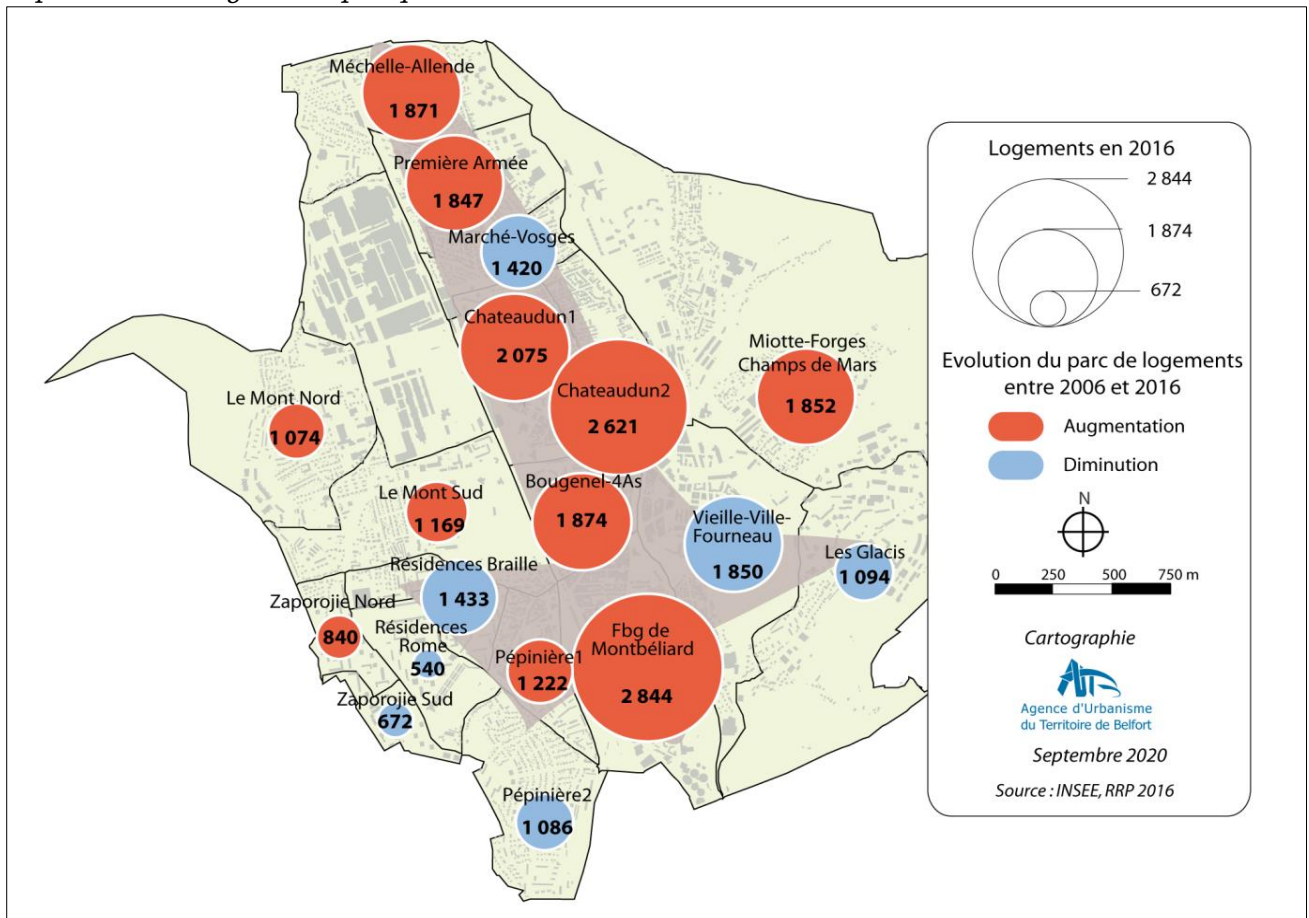 Méchelle-Allende
1 871
Première Armée
1 847
Marché-Vosges
1 420
Chateaudun1
2 075
Chateaudun2
2 621
Miotte-Forges
Champs de Mars
1 852
Le Mont Nord
1 074
Le Mont Sud
1 169
Bougenel-4As
1 874
Vieille-Ville-
Fourneau
1 850
Les Glacis
1 094
Résidences Braille
1 433
Zaporojie Nord
840
Résidences
Rome
540
Zaporojie Sud
672
Pépinière1
1 222
Fbg de
Montbéliard
2 844
Pépinière2
1 086
Logements en 2016
2 844
1 874
672
Evolution du parc de logements
entre 2006 et 2016
Augmentation
Diminution
N
0 250 500 750 m
Cartographie
Agence d'Urbanisme
du Territoire de Belfort
Septembre 2020
Source : INSEE, RRP 2016